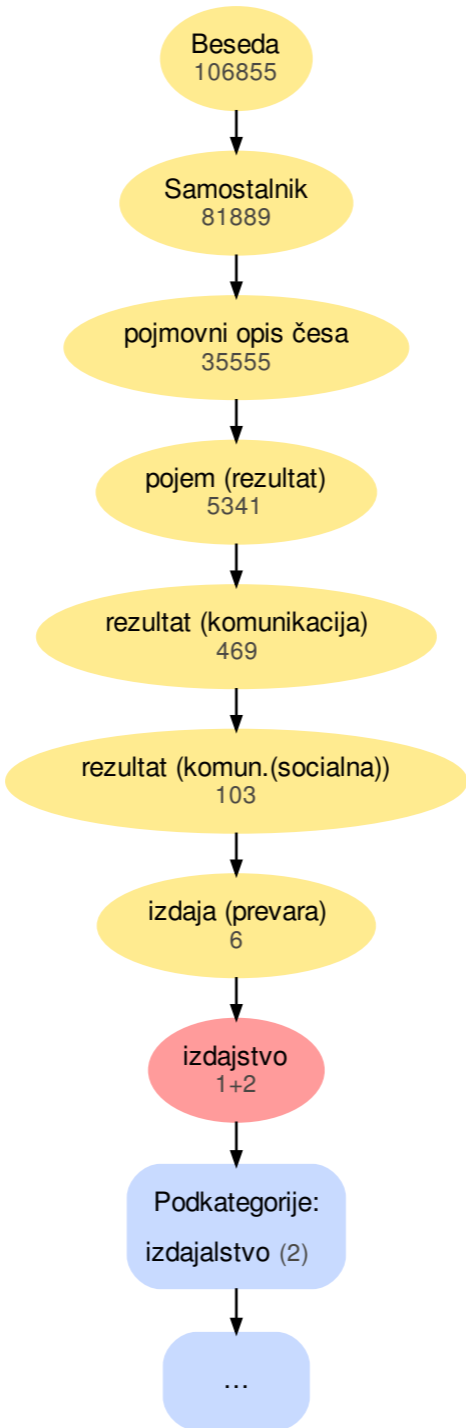 Beseda
106855
Samostalnik
81889
pojmovni opis česa
35555
pojem (rezultat)
5341
rezultat (komunikacija)
469
rezultat (komun.(socialna))
103
izdaja (prevara)
6
izdajstvo
1+2
Podkategorije:
izdajalstvo (2)
...